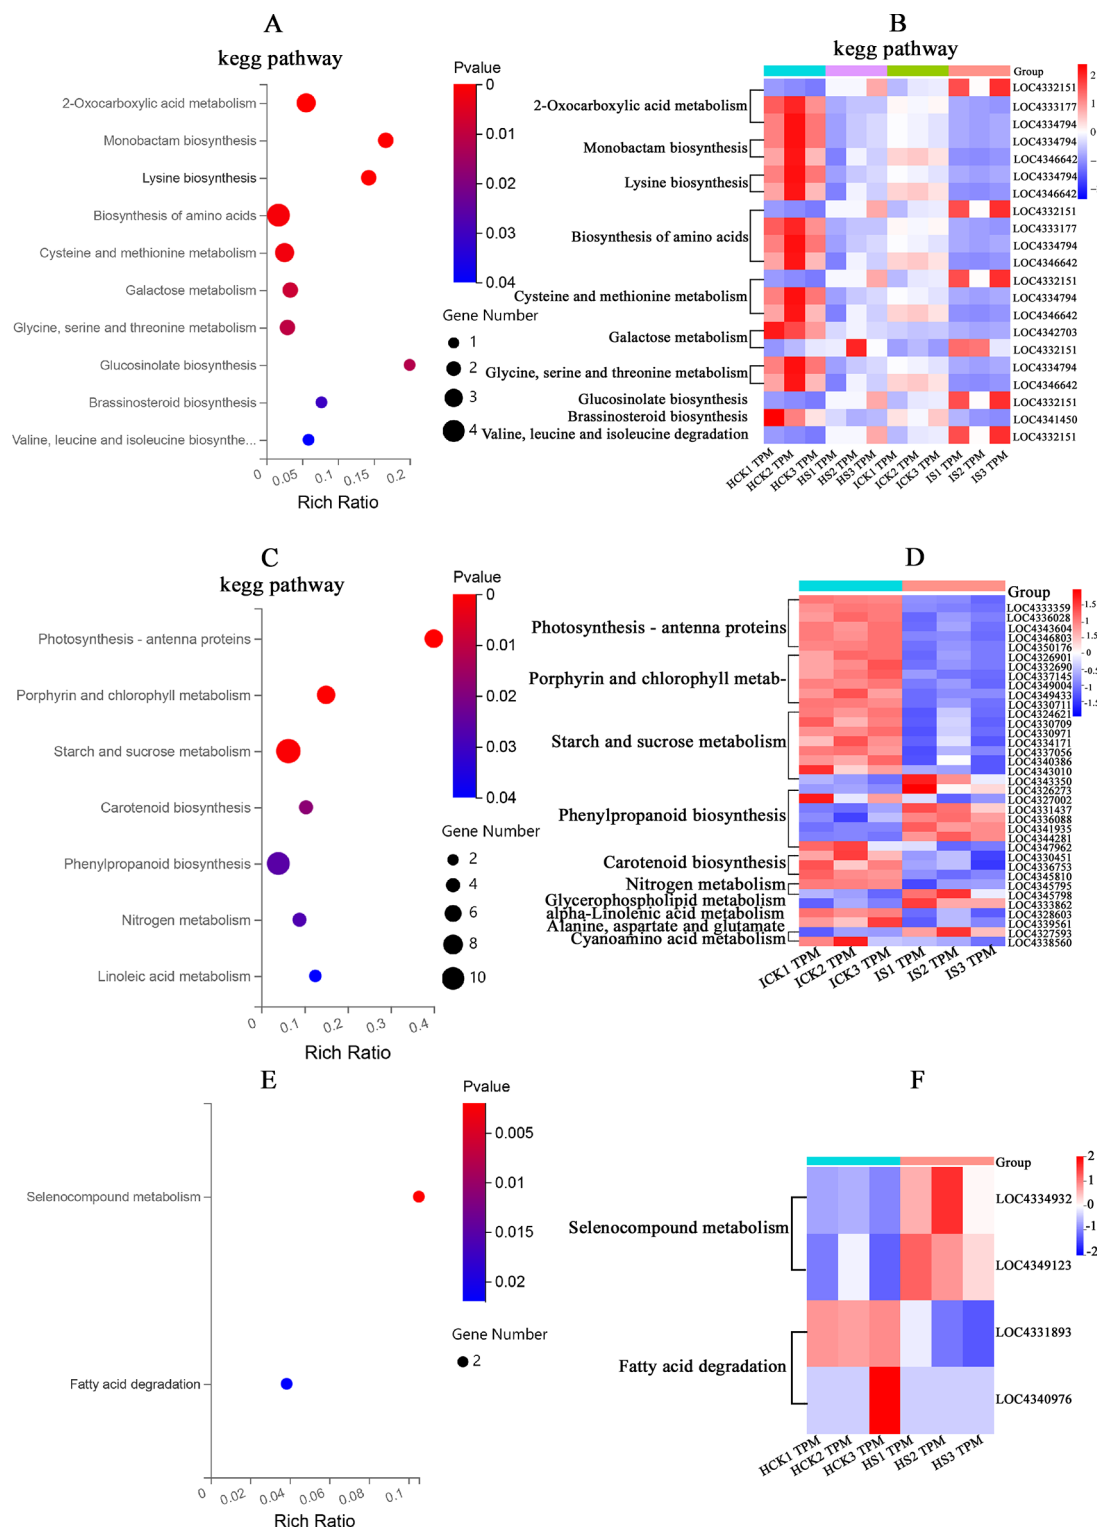 A
kegg pathway
2-Oxocarboxylic acid metabolism
Monobactam biosynthesis
Lysine biosynthesis
Biosynthesis of amino acids
Cysteine and methionine metabolism
Galactose metabolism
Glycine, serine and threonine metabolism
Glucosinolate biosynthesis
Brassinosteroid biosynthesis
Valine, leucine and isoleucine biosynthe...
0
0.05
0.1
0.15
0.2
Rich Ratio
Pvalue
0
0.01
0.02
0.03
0.04
Gene Number
1
2
3
4
B
kegg pathway
2-Oxocarboxylic acid metabolism
Monobactam biosynthesis
Lysine biosynthesis
Biosynthesis of amino acids
Cysteine and methionine metabolism
Galactose metabolism
Glycine, serine and threonine metabolism
Glucosinolate biosynthesis
Brassinosteroid biosynthesis
Valine, leucine and isoleucine degradation
Group
LOC4332151
LOC4333177
LOC4334794
LOC4334794
LOC4346642
LOC4334794
LOC4346642
LOC4332151
LOC4333177
LOC4334794
LOC4346642
LOC4332151
LOC4334794
LOC4346642
LOC4342703
LOC4332151
LOC4334794
LOC4346642
LOC4332151
LOC4341450
LOC4332151
2
1
0
HCK1 TPM
HCK2 TPM
HCK3 TPM
HS1 TPM
HS2 TPM
HS3 TPM
ICK1 TPM
ICK2 TPM
ICK3 TPM
IS1 TPM
IS2 TPM
IS3 TPM
C
kegg pathway
Photosynthesis - antenna proteins
Porphyrin and chlorophyll metabolism
Starch and sucrose metabolism
Carotenoid biosynthesis
Phenylpropanoid biosynthesis
Nitrogen metabolism
Linoleic acid metabolism
0
0.1
0.2
0.3
0.4
Rich Ratio
Pvalue
0
0.01
0.02
0.03
0.04
Gene Number
2
4
6
8
10
D
Photosynthesis - antenna proteins
Porphyrin and chlorophyll metab-
Starch and sucrose metabolism
Phenylpropanoid biosynthesis
Carotenoid biosynthesis
Nitrogen metabolism
Glycerophospholipid metabolism
alpha-Linolenic acid metabolism
Alanine, aspartate and glutamate
Cyanoamino acid metabolism
Group
LOC4333359
LOC4336028
LOC4343604
LOC4346803
LOC4350176
LOC4326901
LOC4332690
LOC4337145
LOC4349004
LOC4349433
LOC4330711
LOC4324621
LOC4330709
LOC4330971
LOC4334171
LOC4337056
LOC4340386
LOC4343010
LOC4343350
LOC4326273
LOC4327002
LOC4331437
LOC4336088
LOC4341935
LOC4344281
LOC4347962
LOC4330451
LOC4336753
LOC4345810
LOC4345795
LOC4345798
LOC4333862
LOC4328603
LOC4339561
LOC4327593
LOC4338560
1.5
1
0.5
0
-0.5
-1
-1.5
ICK1 TPM
ICK2 TPM
ICK3 TPM
IS1 TPM
IS2 TPM
IS3 TPM
E
Selenocompound metabolism
Fatty acid degradation
0
0.02
0.04
0.06
0.08
0.1
Rich Ratio
Pvalue
0.005
0.01
0.015
0.02
Gene Number
2
F
Selenocompound metabolism
Fatty acid degradation
Group
LOC4334932
LOC4349123
LOC4331893
LOC4340976
2
1
0
-1
-2
HCK1 TPM
HCK2 TPM
HCK3 TPM
HS1 TPM
HS2 TPM
HS3 TPM